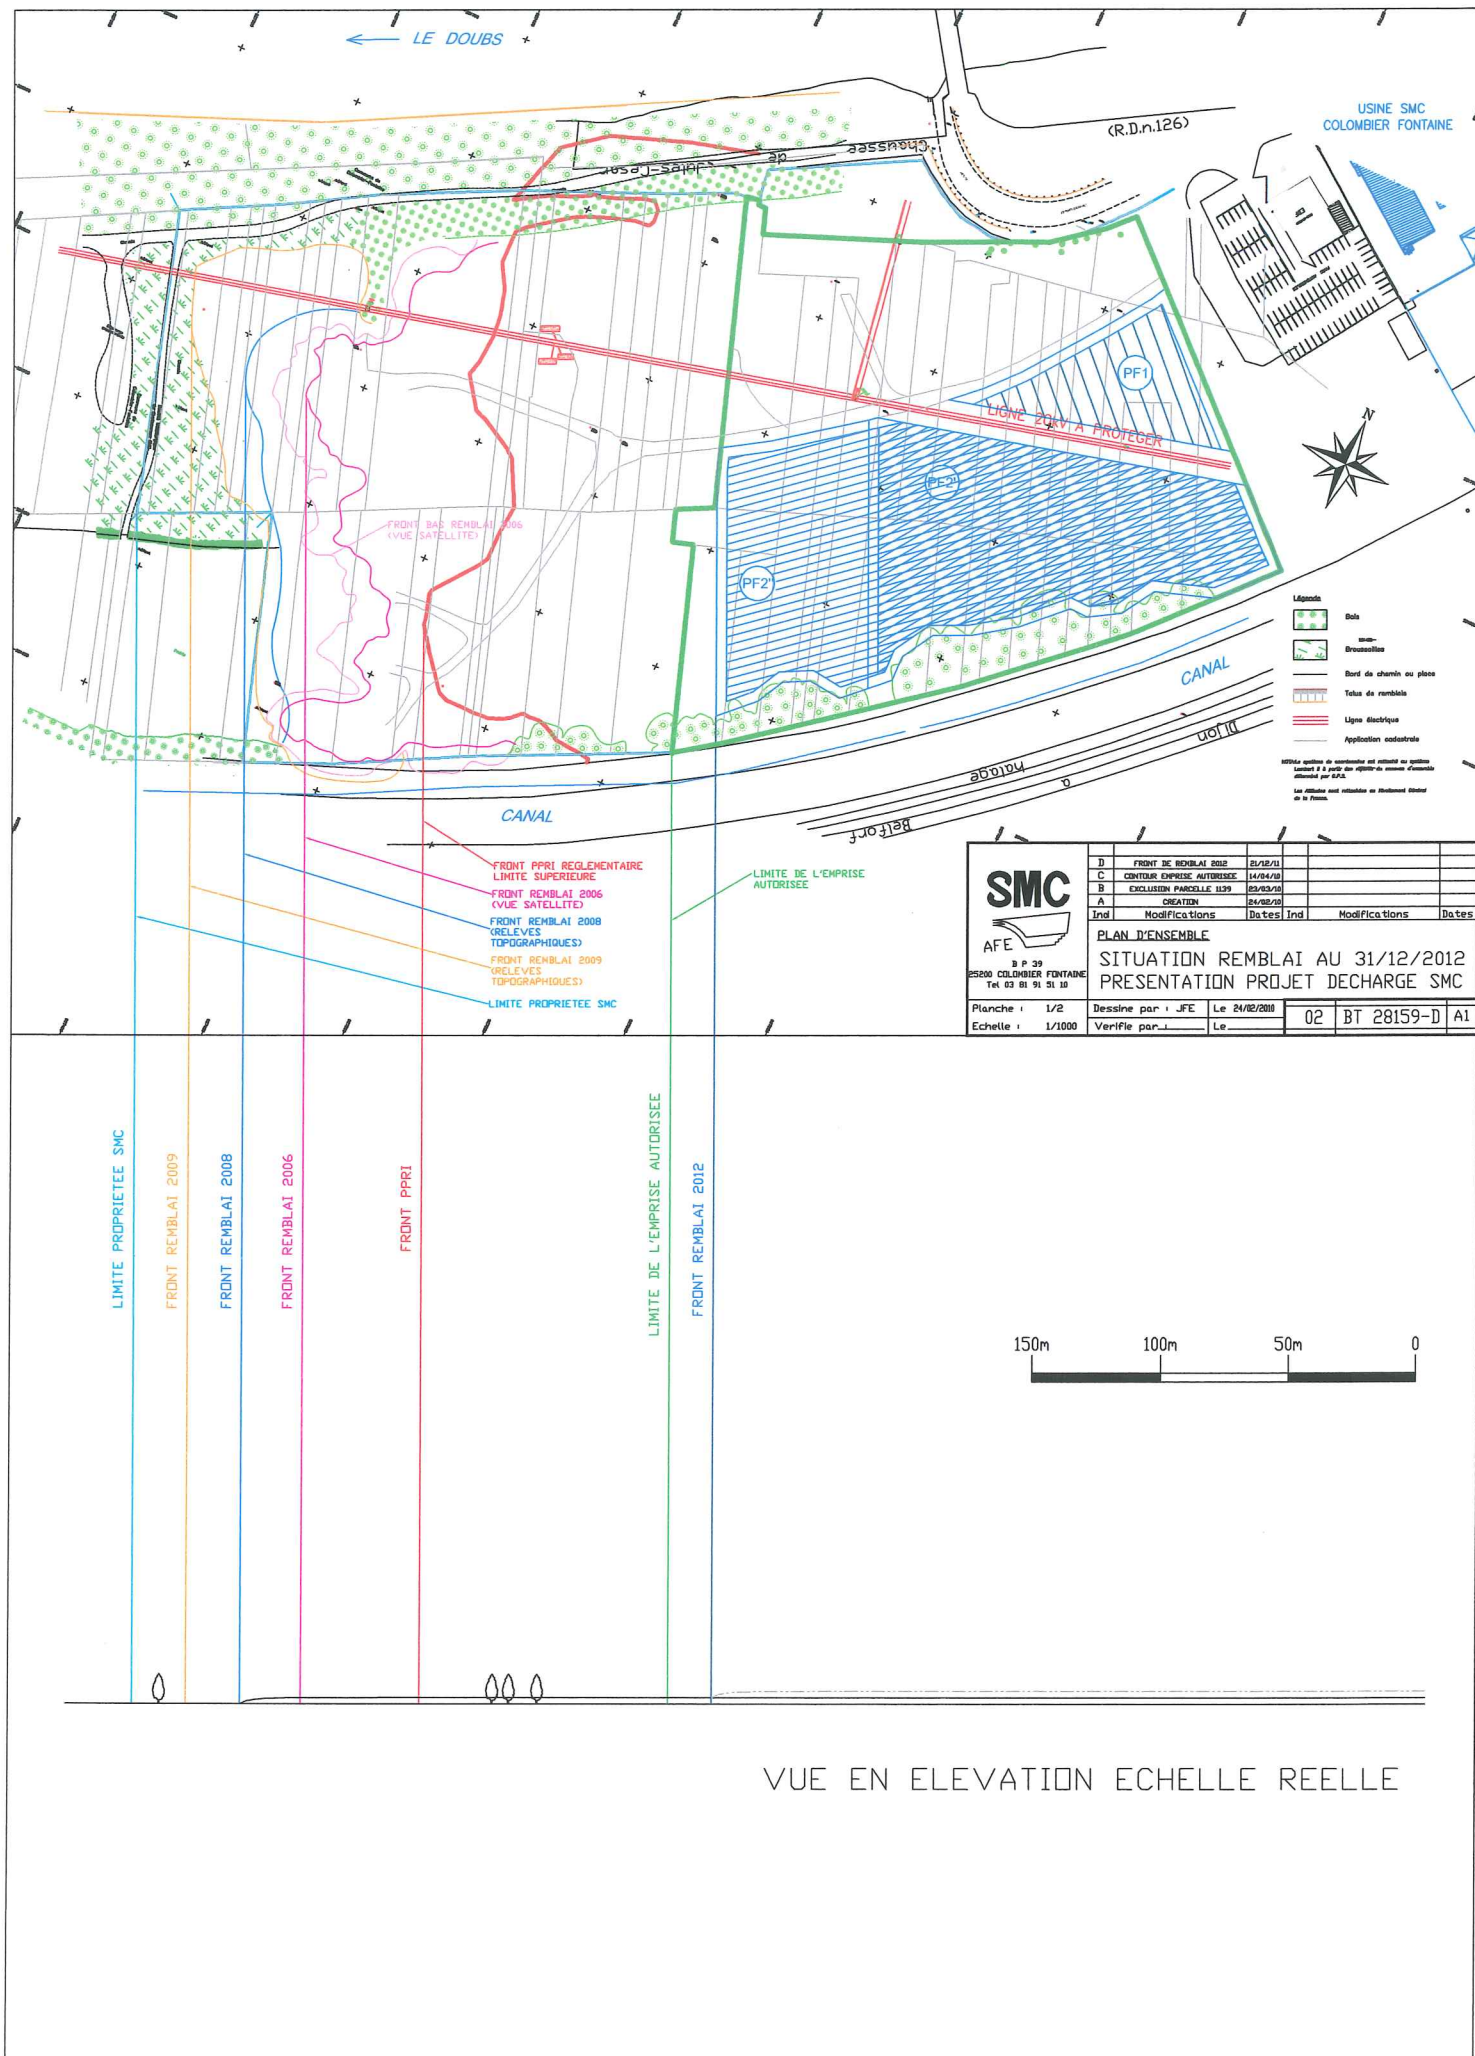 LE DOUBS
USINE SMC
COLOMBIER FONTAINE
(R.D.n.126)
Chaussee de Jules-Cesar
PF1
LIGNE 20kV A PROTEGER
PF2'
PF2"
FRONT BAS REMBLAI 2006
(VUE SATELLITE)
N
Légende
Bois
Broussailles
Bord de chemin ou place
Talus de remblais
Ligne électrique
Application cadastrale
CANAL
halage
Dijon
a
Belfort
CANAL
FRONT PPRI REGLEMENTAIRE
LIMITE SUPERIEURE
FRONT REMBLAI 2006
(VUE SATELLITE)
FRONT REMBLAI 2008
(RELEVES
TOPOGRAPHIQUES)
FRONT REMBLAI 2009
(RELEVES
TOPOGRAPHIQUES)
LIMITE PROPRIETEE SMC
LIMITE DE L'EMPRISE
AUTORISEE
SMC
AFE
B P 39
25200 COLOMBIER FONTAINE
Tel 03 81 91 51 10
D FRONT DE REMBLAI 2012 21/12/11
C CONTOUR EMPRISE AUTORISEE 14/04/10
B EXCLUSION PARCELLE 1139 23/03/10
A CREATION 24/02/10
Ind Modifications Dates Ind Modifications Dates
PLAN D'ENSEMBLE
SITUATION REMBLAI AU 31/12/2012
PRESENTATION PROJET DECHARGE SMC
Planche : 1/2 Dessine par : JFE Le 24/02/2010
Echelle : 1/1000 Verifie par: Le
02 BT 28159-D A1
LIMITE PROPRIETEE SMC
FRONT REMBLAI 2009
FRONT REMBLAI 2008
FRONT REMBLAI 2006
FRONT PPRI
LIMITE DE L'EMPRISE AUTORISEE
FRONT REMBLAI 2012
150m 100m 50m 0
VUE EN ELEVATION ECHELLE REELLE